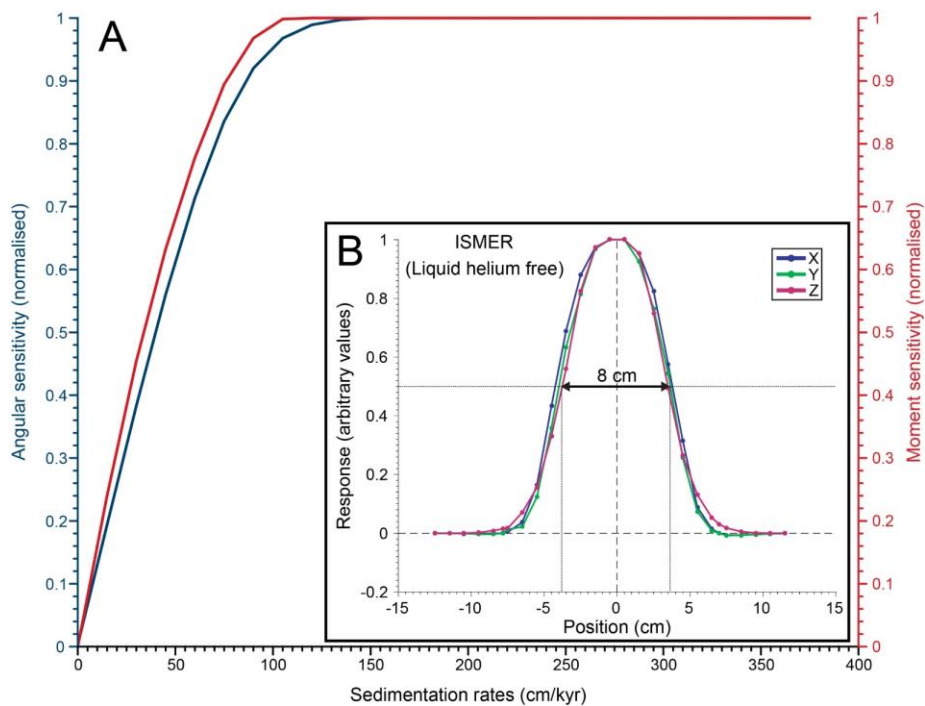 A
Angular sensitivity (normalised)
1
0.9
0.8
0.7
0.6
0.5
0.4
0.3
0.2
0.1
0
Moment sensitivity (normalised)
1
0.9
0.8
0.7
0.6
0.5
0.4
0.3
0.2
0.1
0
0 50 100 150 200 250 300 350 400
Sedimentation rates (cm/kyr)
B
ISMER
(Liquid helium free)
X
Y
Z
8 cm
Response (arbitrary values)
1
0.8
0.6
0.4
0.2
0
-0.2
-15 -10 -5 0 5 10 15
Position (cm)